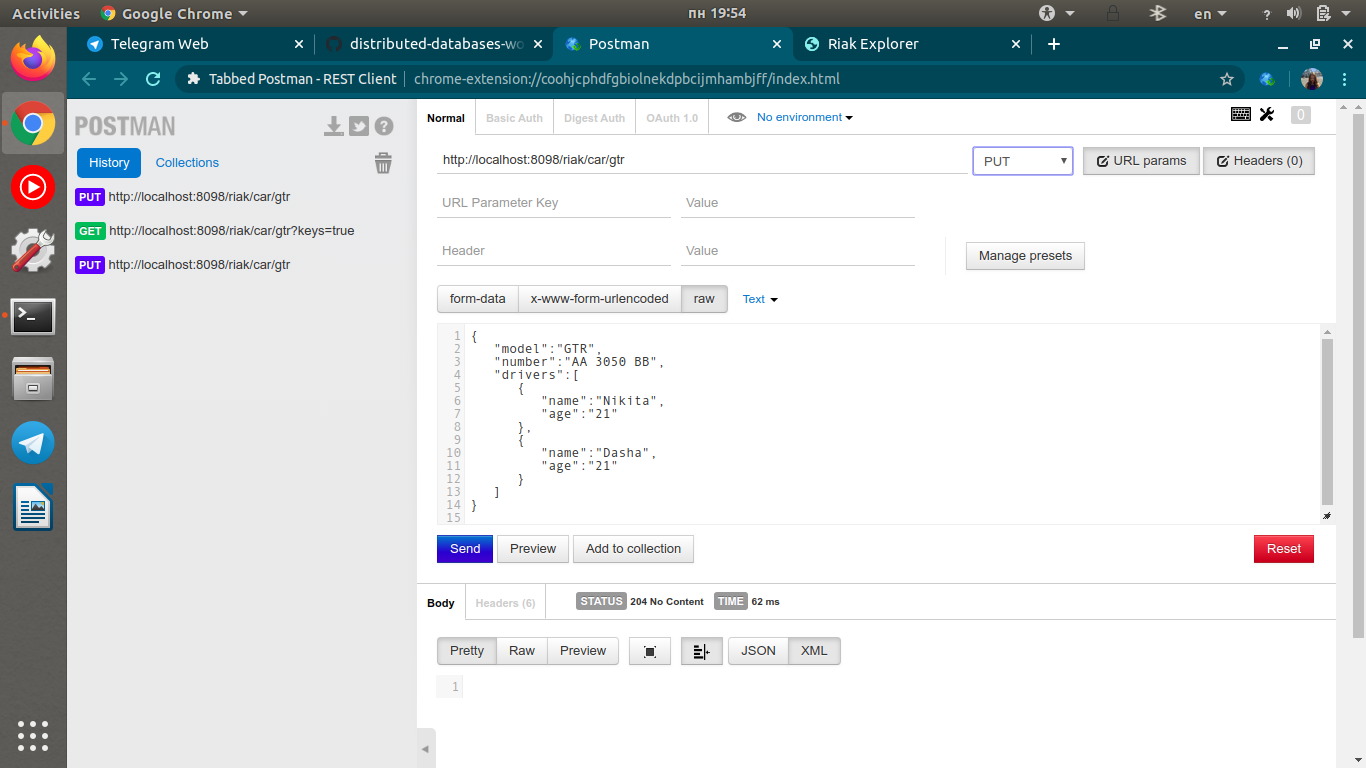 Activities Google Chrome пн 19:54 en ?
Telegram Web distributed-databases-wo Postman Riak Explorer
Tabbed Postman - REST Client chrome-extension://coohjcphdfgbiolnekdpbcijmhambjff/index.html
POSTMAN ?
History Collections
PUT http://localhost:8098/riak/car/gtr
GET http://localhost:8098/riak/car/gtr?keys=true
PUT http://localhost:8098/riak/car/gtr
Normal Basic Auth Digest Auth OAuth 1.0 No environment 0
http://localhost:8098/riak/car/gtr PUT URL params Headers (0)
URL Parameter Key Value
Header Value Manage presets
form-data x-www-form-urlencoded raw Text
1 {
2 "model":"GTR",
3 "number":"AA 3050 BB",
4 "drivers":[
5 {
6 "name":"Nikita",
7 "age":"21"
8 },
9 {
10 "name":"Dasha",
11 "age":"21"
12 }
13 ]
14 }
15
Send Preview Add to collection Reset
Body Headers (6) STATUS 204 No Content TIME 62 ms
Pretty Raw Preview JSON XML
1